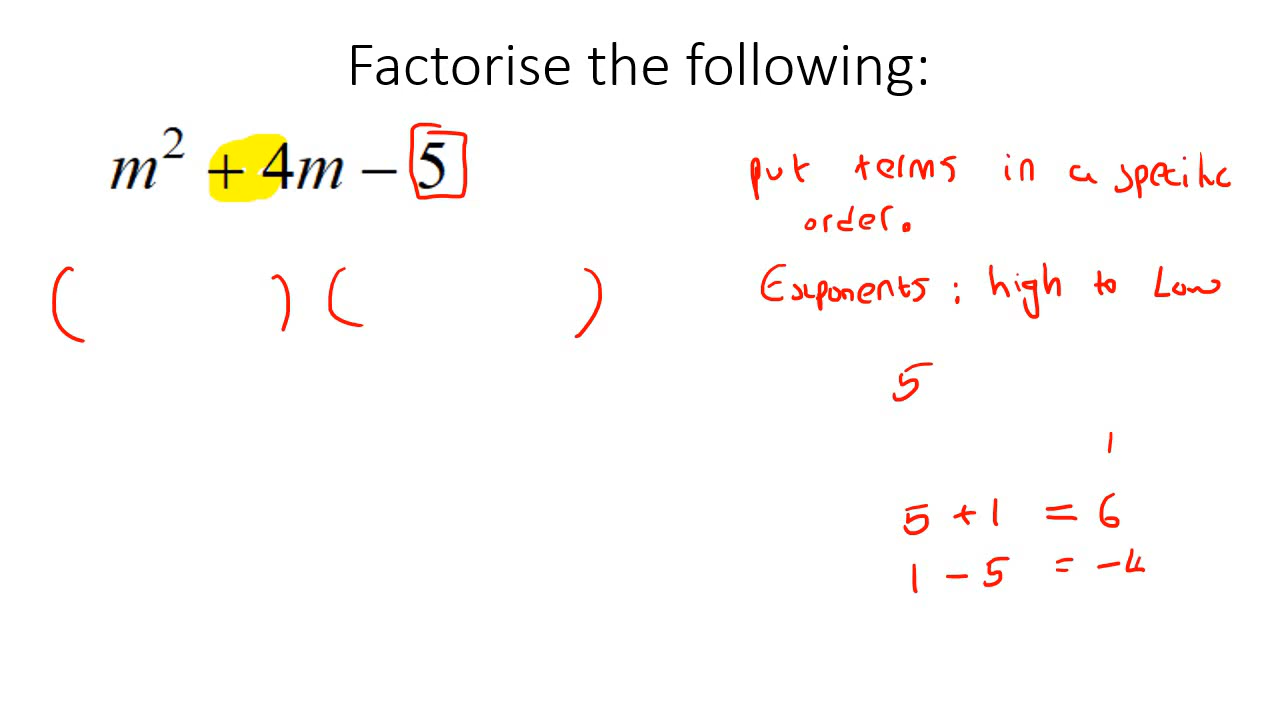 Factorise the following:
m² + 4m − 5
put terms in a specific
order.
( ) ( )
Exponents : high to Low
5
1
5 + 1 = 6
1 − 5 = −4